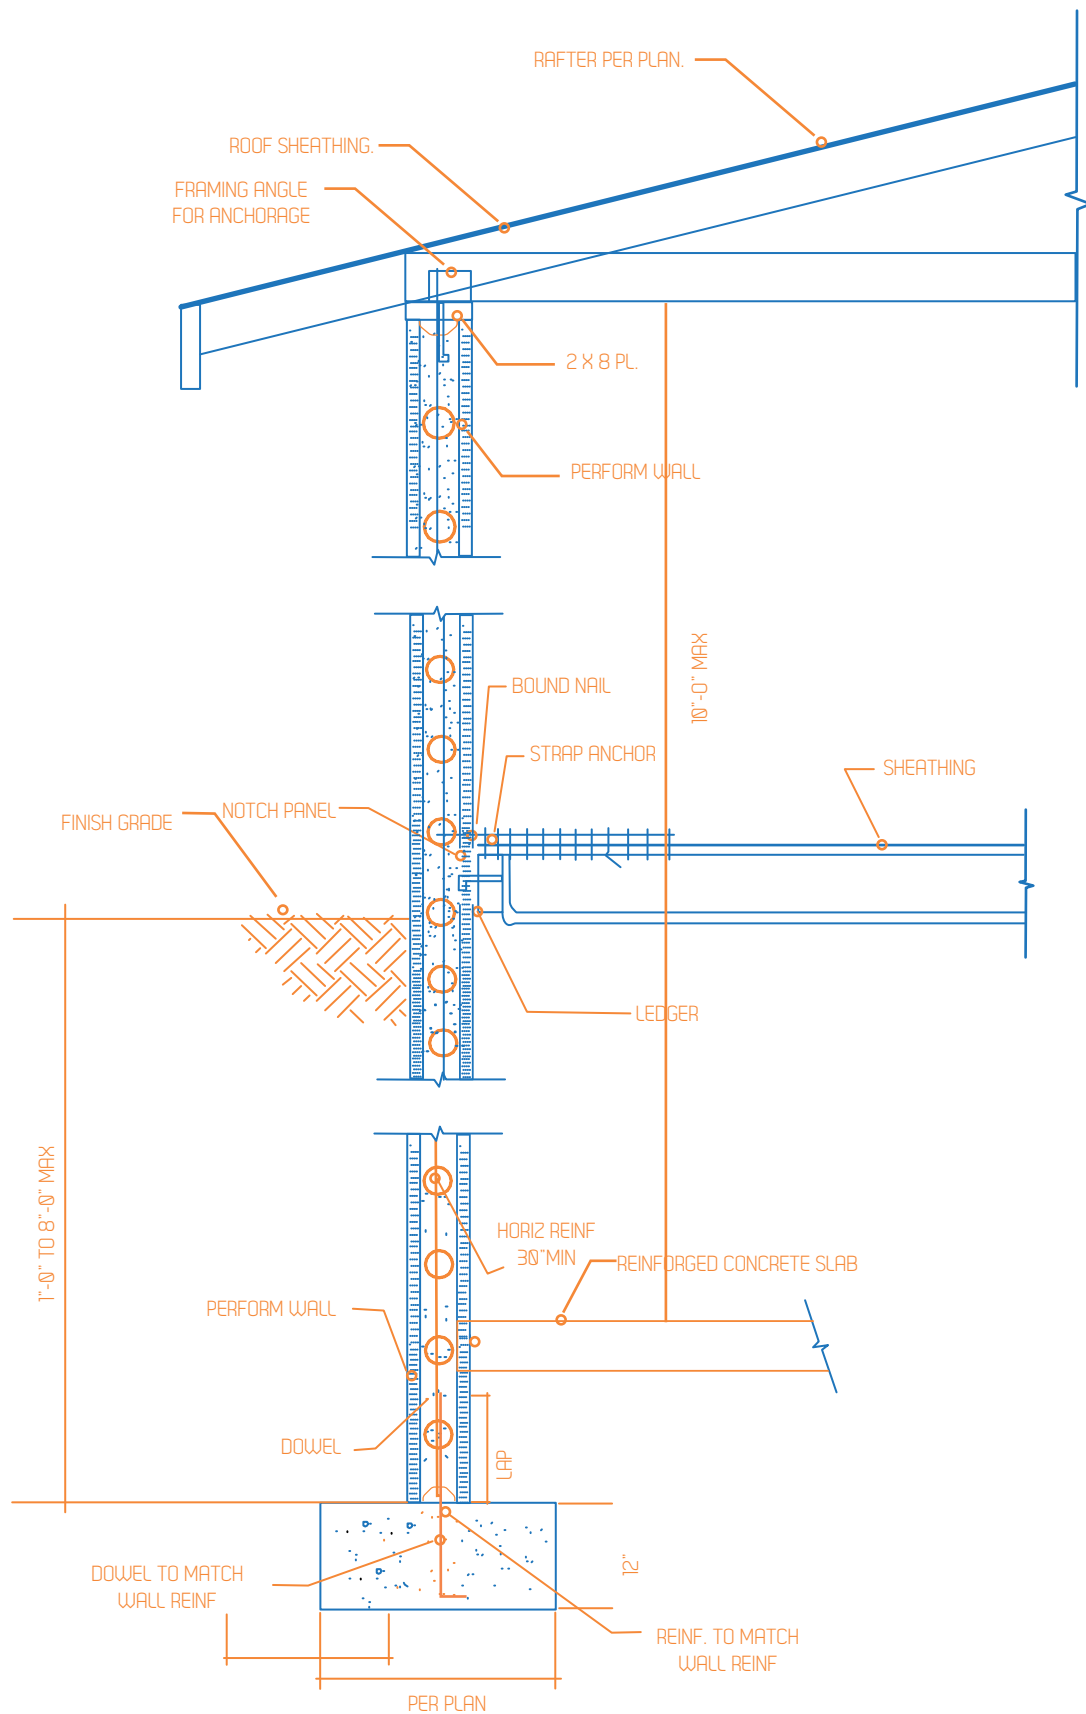 RAFTER PER PLAN.
ROOF SHEATHING.
FRAMING ANGLE
FOR ANCHORAGE
2 X 8 PL.
PERFORM WALL
10"-0" MAX
BOUND NAIL
STRAP ANCHOR
SHEATHING
NOTCH PANEL
FINISH GRADE
LEDGER
1"-0" TO 8"-0" MAX
HORIZ REINF
30"MIN
REINFORGED CONCRETE SLAB
PERFORM WALL
DOWEL
LAP
12"
DOWEL TO MATCH
WALL REINF
REINF. TO MATCH
WALL REINF
PER PLAN